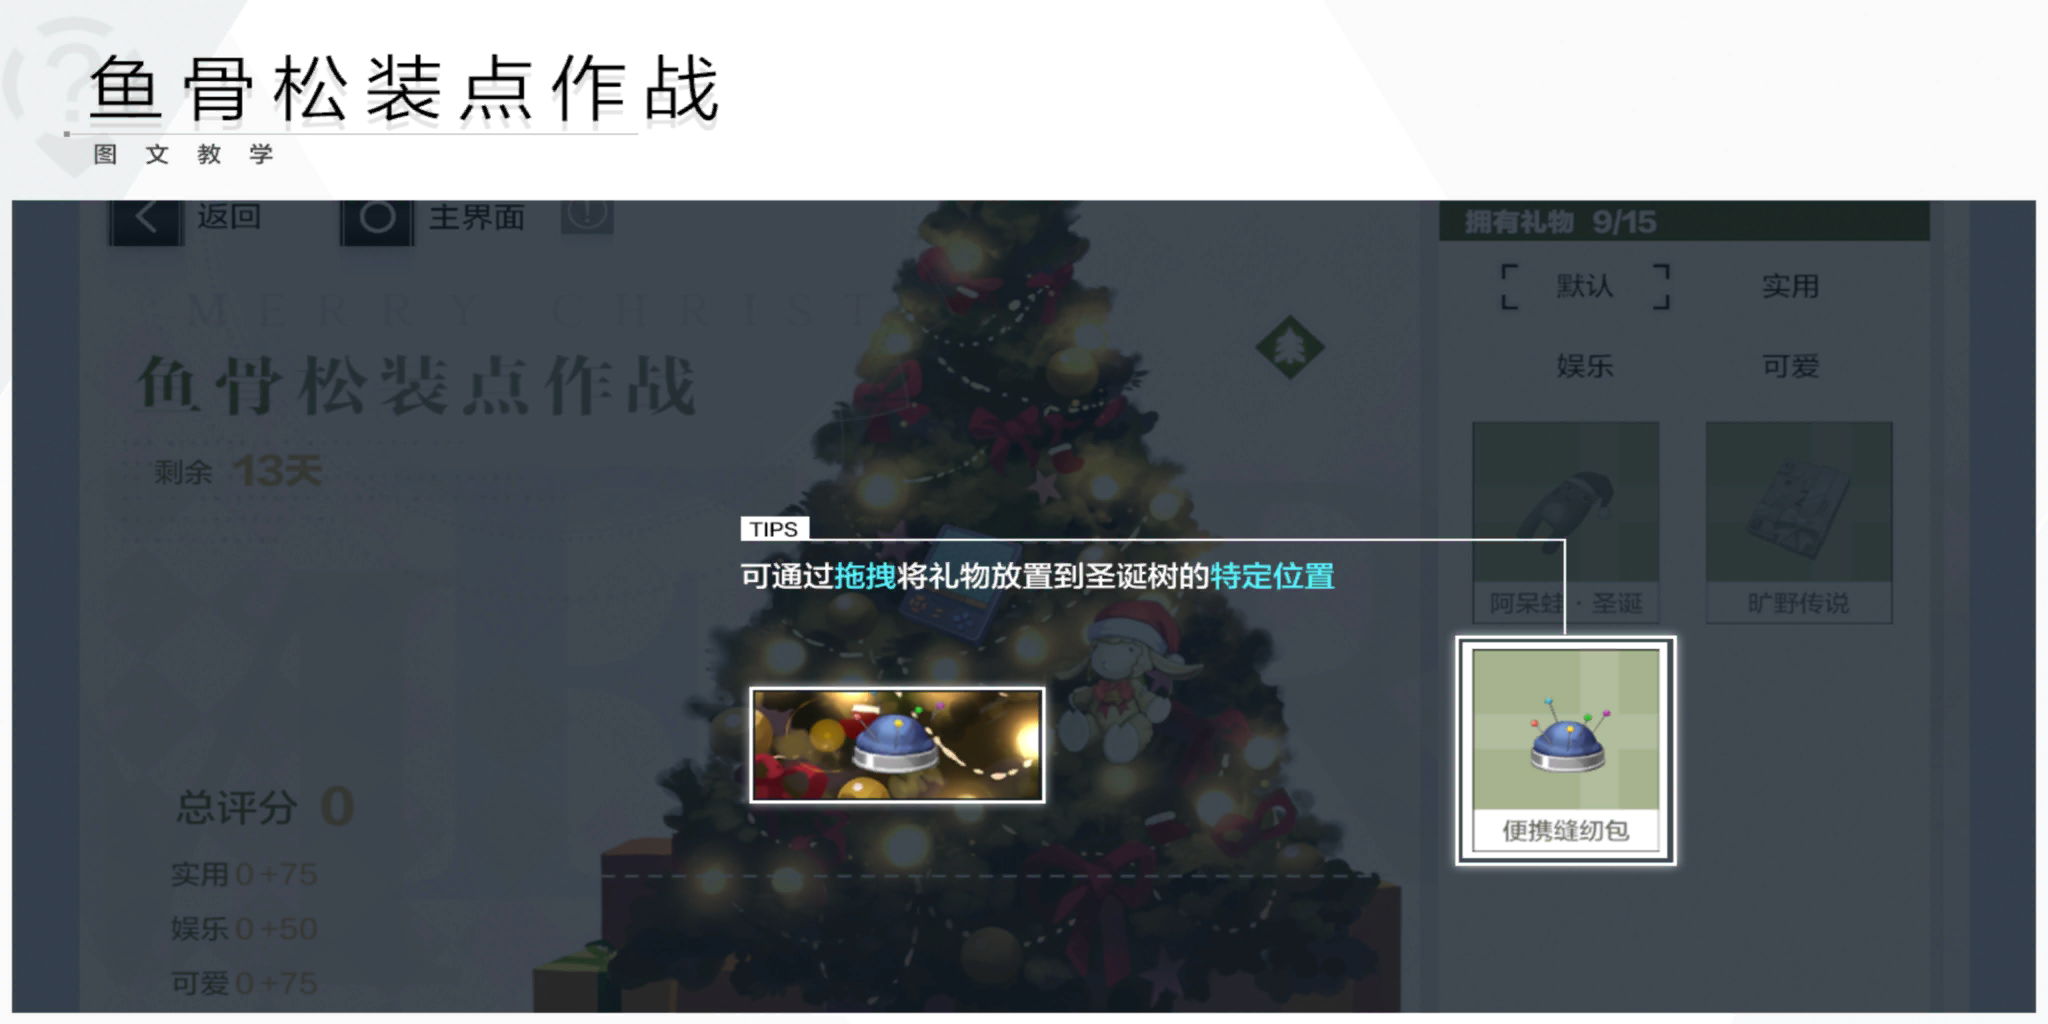 鱼骨松装点作战
图文教学
返回
主界面
拥有礼物 9/15
默认
实用
娱乐
可爱
MERRY CHRIST
鱼骨松装点作战
剩余 13天
TIPS
可通过拖拽将礼物放置到圣诞树的特定位置
阿呆蛙·圣诞
旷野传说
便携缝纫包
总评分 0
实用 0 +75
娱乐 0 +50
可爱 0 +75